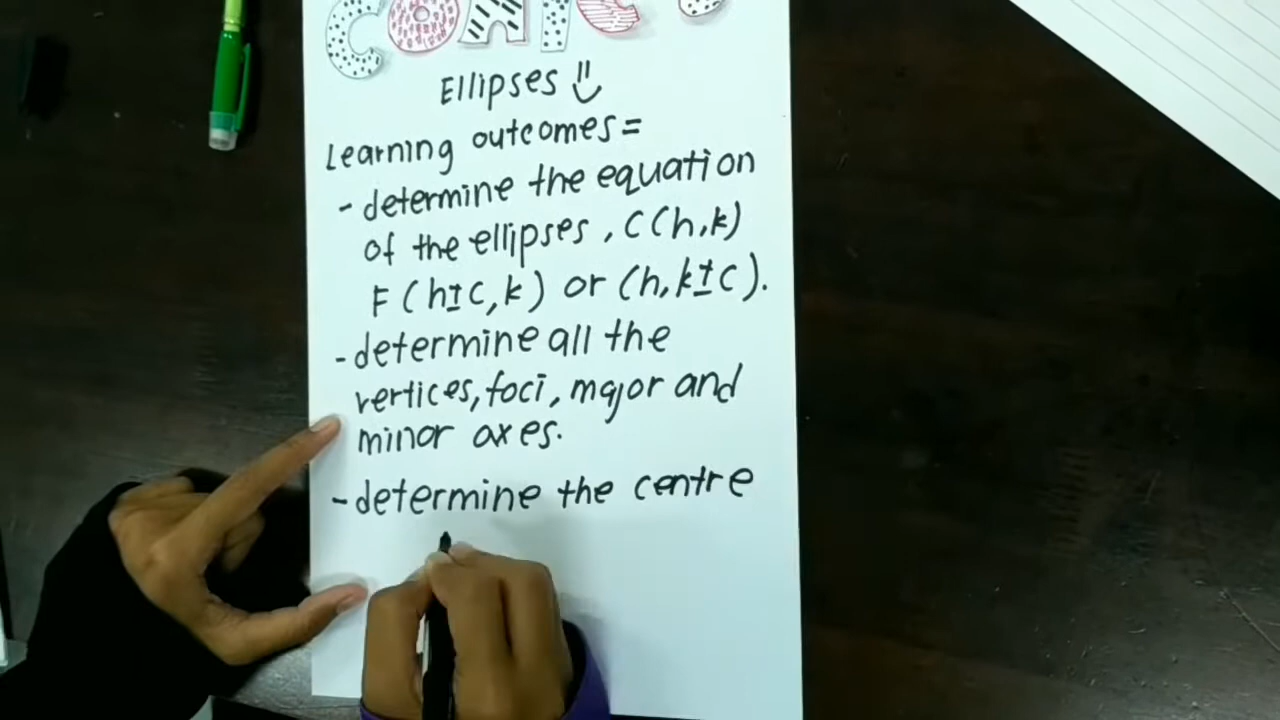 CONICS
Ellipses
Learning outcomes =
- determine the equation
of the ellipses, C(h,k)
F (h±c, k) or (h, k±c).
- determine all the
vertices, foci, major and
minor axes.
- determine the centre